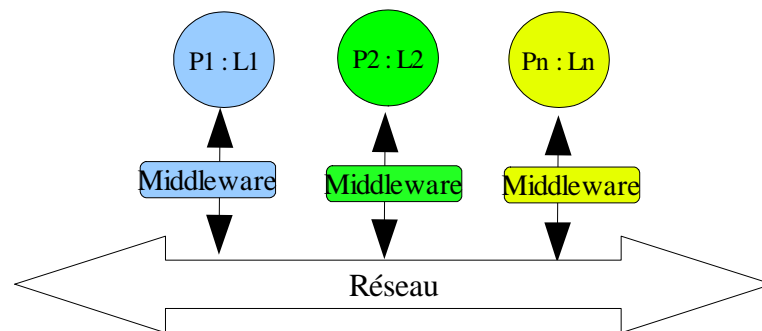 P1 : L1
P2 : L2
Pn : Ln
Middleware
Middleware
Middleware
Réseau